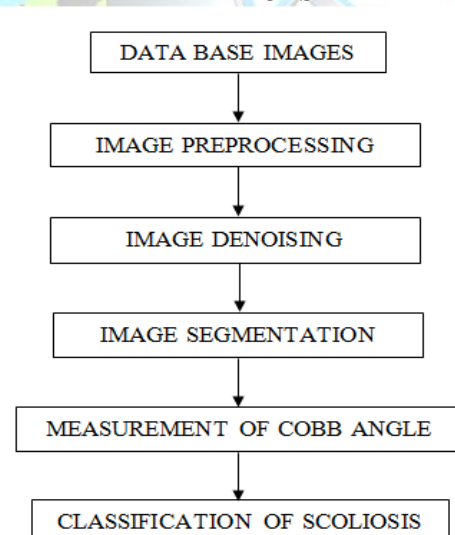 DATA BASE IMAGES
IMAGE PREPROCESSING
IMAGE DENOISING
IMAGE SEGMENTATION
MEASUREMENT OF COBB ANGLE
CLASSIFICATION OF SCOLIOSIS